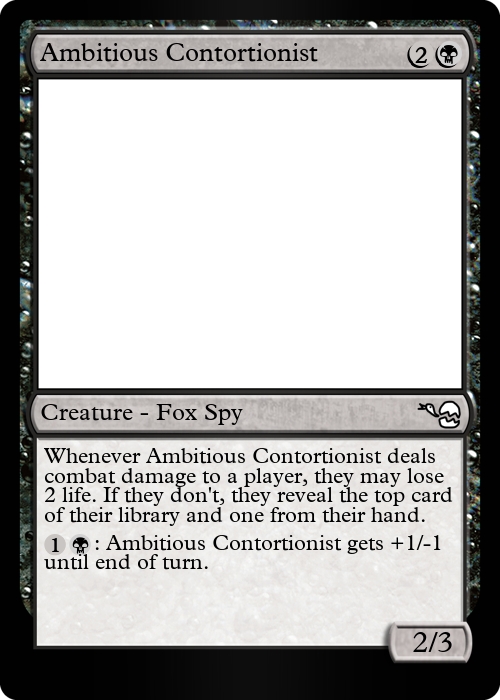 Ambitious Contortionist 2
Creature - Fox Spy
Whenever Ambitious Contortionist deals
combat damage to a player, they may lose
2 life. If they don't, they reveal the top card
of their library and one from their hand.
1 : Ambitious Contortionist gets +1/-1
until end of turn.
2/3